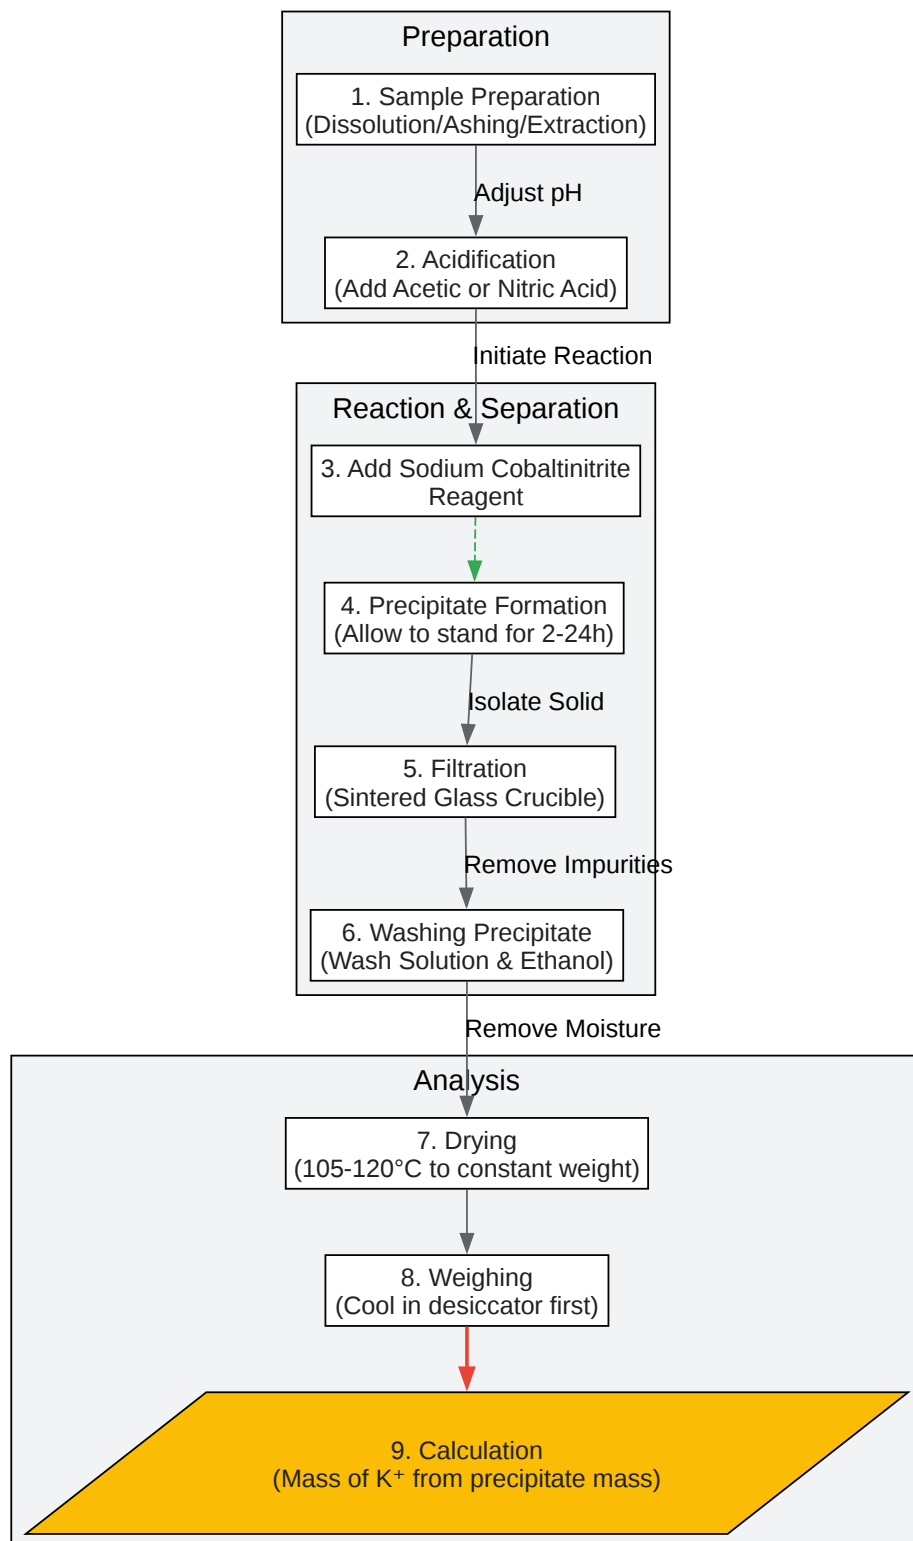 Preparation
1. Sample Preparation
(Dissolution/Ashing/Extraction)
Adjust pH
2. Acidification
(Add Acetic or Nitric Acid)
Initiate Reaction
Reaction & Separation
3. Add Sodium Cobaltinitrite
Reagent
4. Precipitate Formation
(Allow to stand for 2-24h)
Isolate Solid
5. Filtration
(Sintered Glass Crucible)
Remove Impurities
6. Washing Precipitate
(Wash Solution & Ethanol)
Remove Moisture
Analysis
7. Drying
(105-120°C to constant weight)
8. Weighing
(Cool in desiccator first)
9. Calculation
(Mass of K⁺ from precipitate mass)